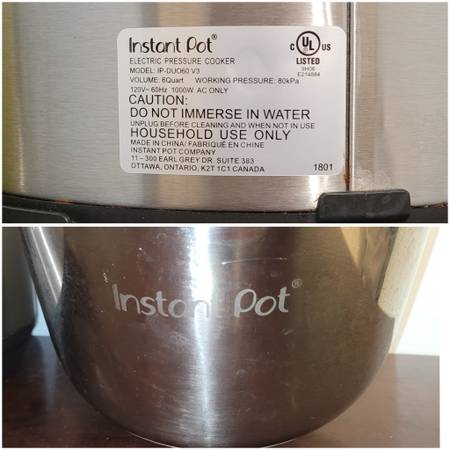 Instant Pot®
ELECTRIC PRESSURE COOKER
MODEL: IP-DUO60 V3
VOLUME: 6Quart WORKING PRESSURE: 80kPa
120V~ 60Hz 1000W AC ONLY
CAUTION:
DO NOT IMMERSE IN WATER
UNPLUG BEFORE CLEANING AND WHEN NOT IN USE
HOUSEHOLD USE ONLY
MADE IN CHINA/ FABRIQUÉ EN CHINE
INSTANT POT COMPANY
11-300 EARL GREY DR. SUITE 383
OTTAWA, ONTARIO, K2T 1C1 CANADA
1801
C UL US
LISTED
E214884
Instant Pot®